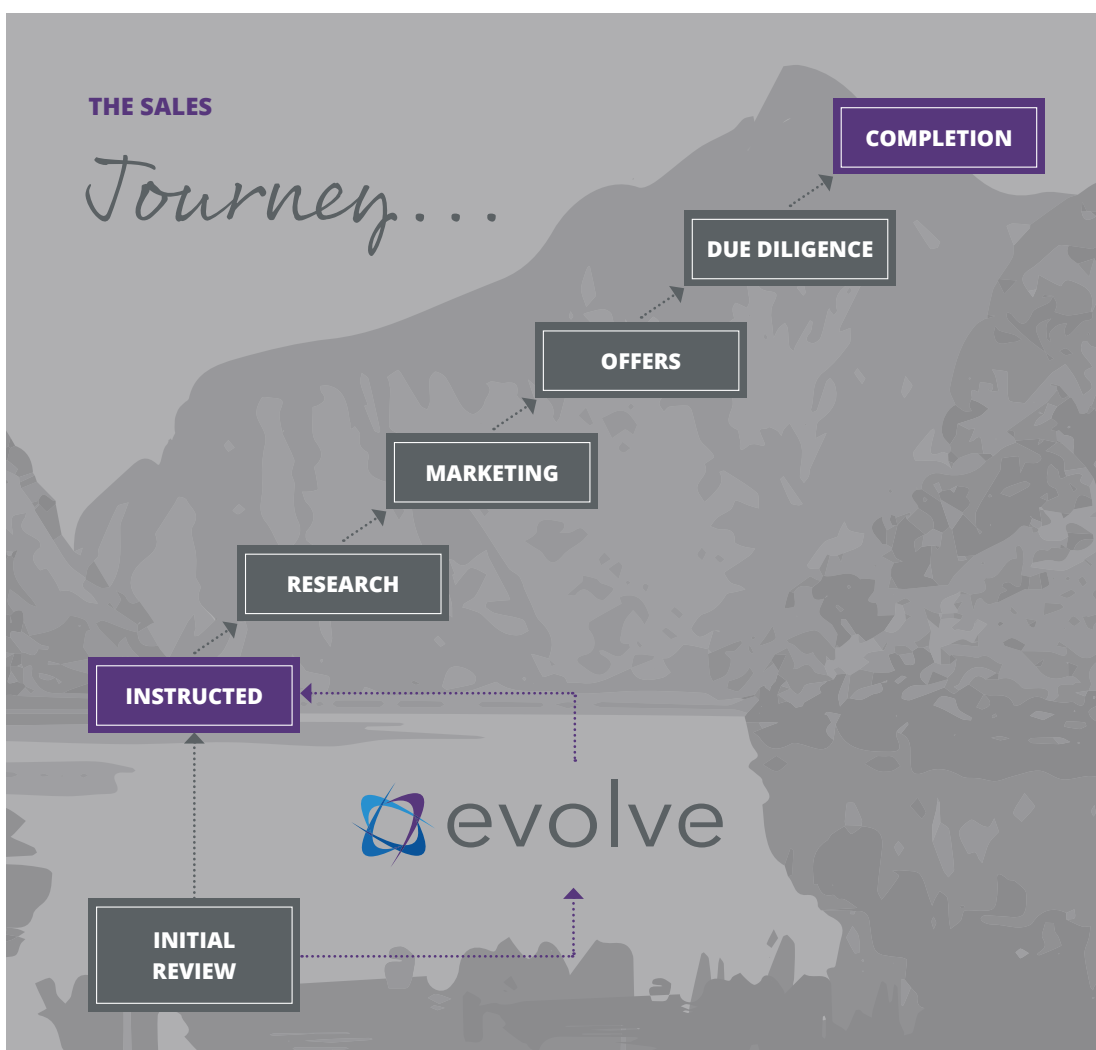 THE SALES
Journey...
COMPLETION
DUE DILIGENCE
OFFERS
MARKETING
RESEARCH
INSTRUCTED
evolve
INITIAL
REVIEW